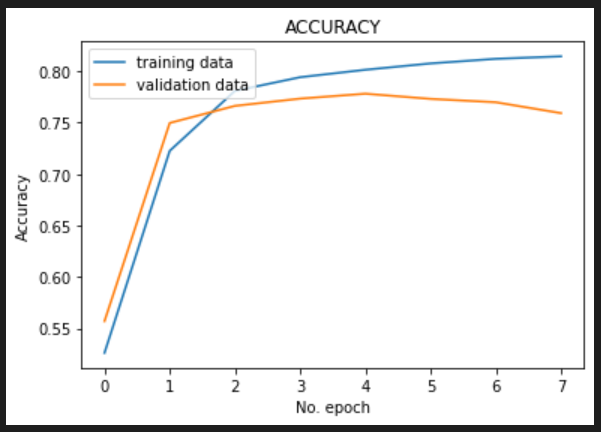 ACCURACY
training data
validation data
0.80
0.75
0.70
0.65
0.60
0.55
Accuracy
0 1 2 3 4 5 6 7
No. epoch